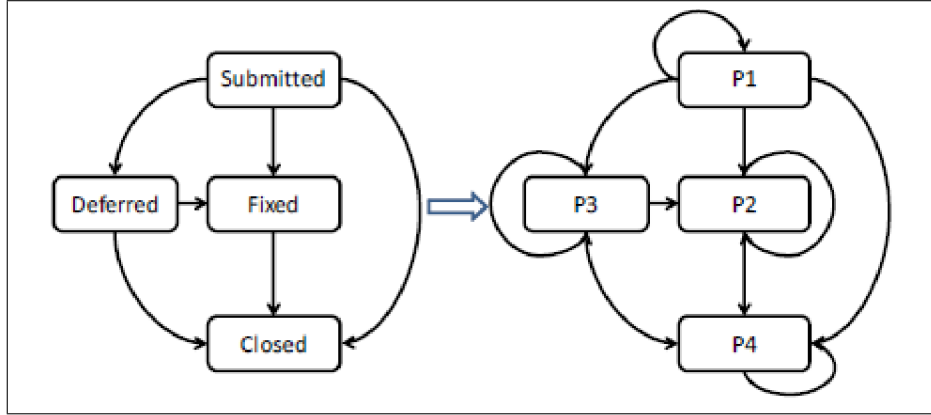 Submitted
P1
Deferred
Fixed
P3
P2
Closed
P4